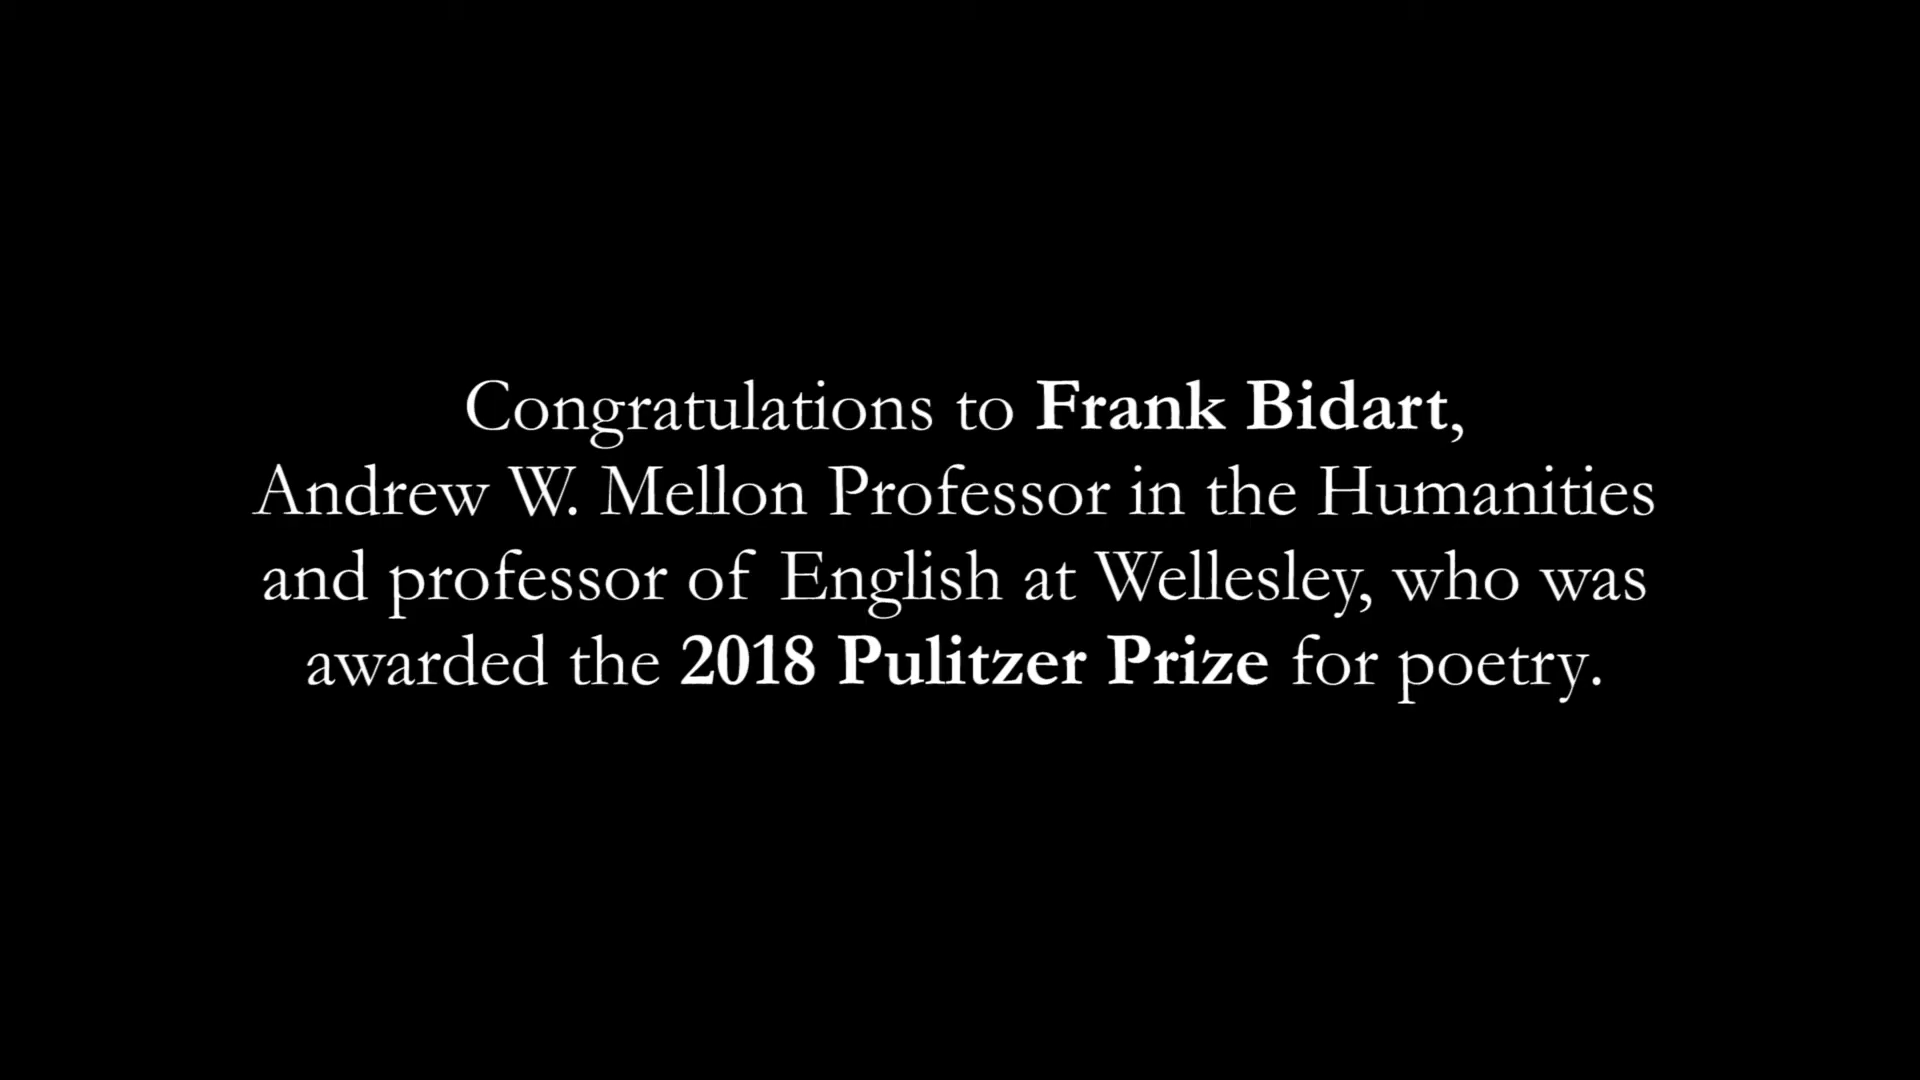 Congratulations to Frank Bidart,
Andrew W. Mellon Professor in the Humanities
and professor of English at Wellesley, who was
awarded the 2018 Pulitzer Prize for poetry.